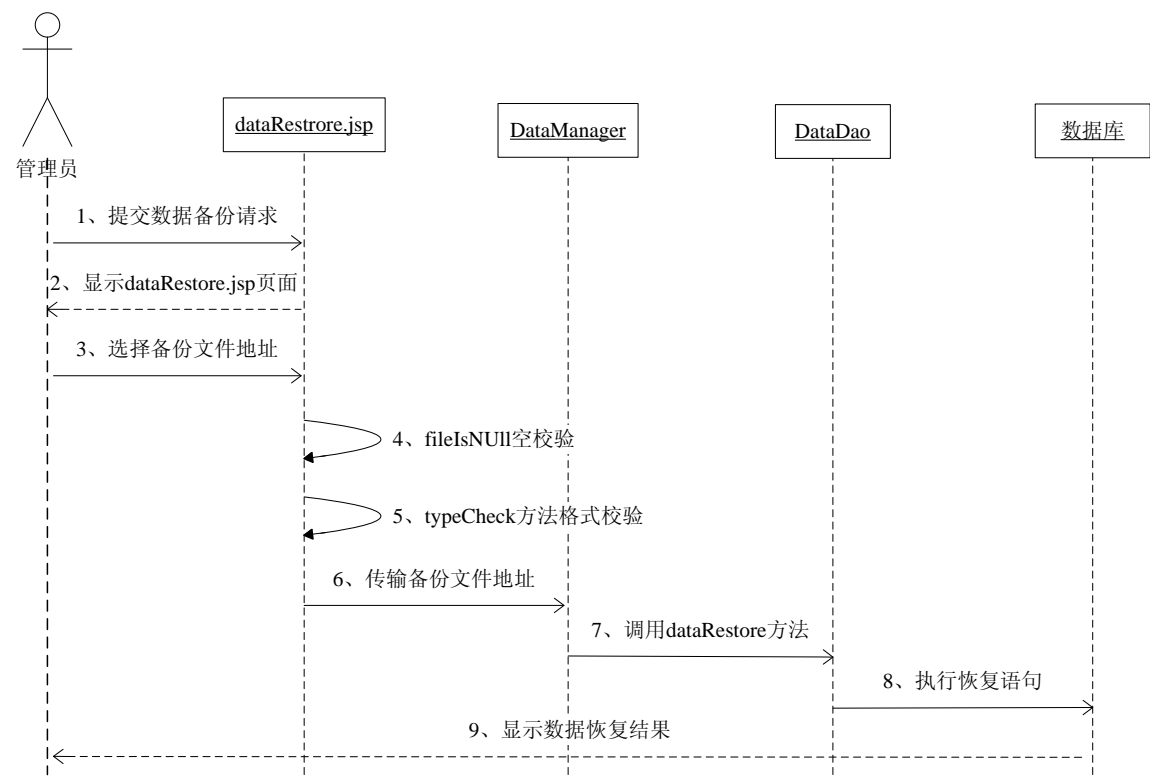 dataRestrore.jsp
DataManager
DataDao
数据库
管理员
1、提交数据备份请求
2、显示dataRestore.jsp页面
3、选择备份文件地址
4、fileIsNUll空校验
5、typeCheck方法格式校验
6、传输备份文件地址
7、调用dataRestore方法
8、执行恢复语句
9、显示数据恢复结果